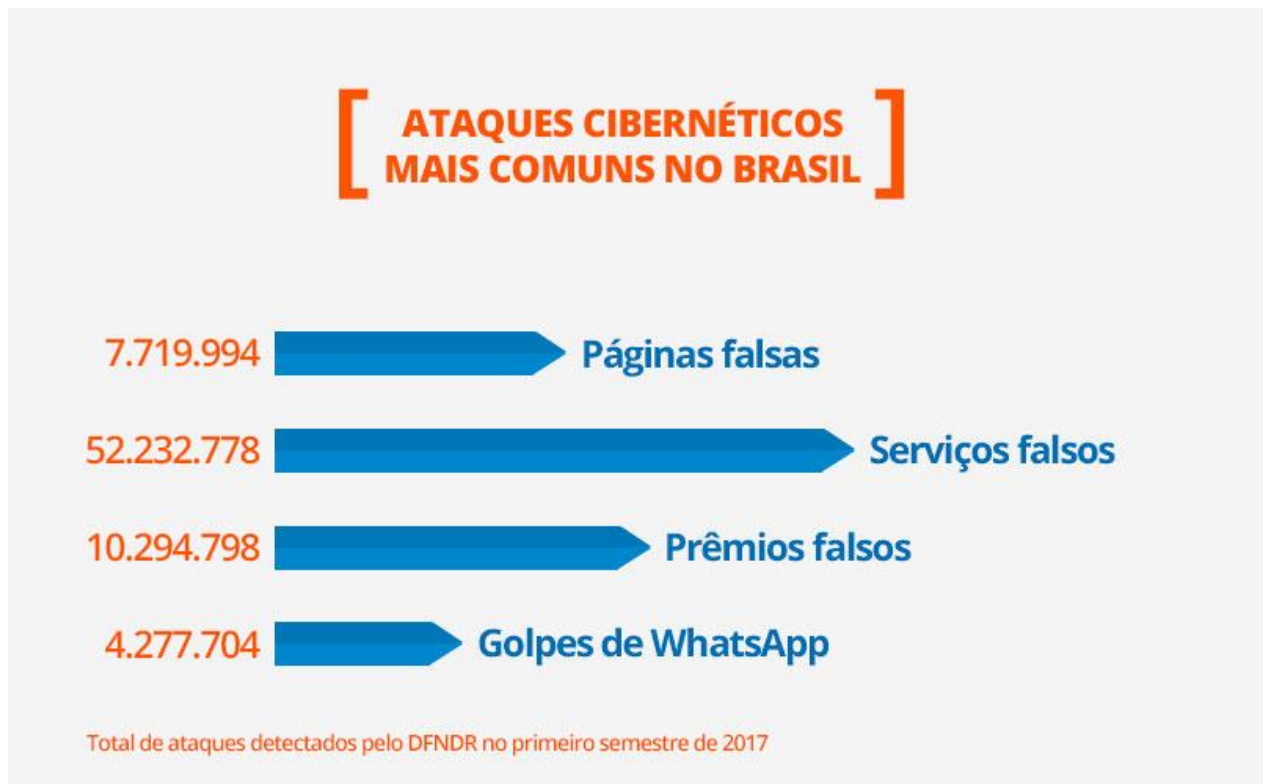 ATAQUES CIBERNÉTICOS
MAIS COMUNS NO BRASIL
7.719.994 Páginas falsas
52.232.778 Serviços falsos
10.294.798 Prêmios falsos
4.277.704 Golpes de WhatsApp
Total de ataques detectados pelo DFNDR no primeiro semestre de 2017